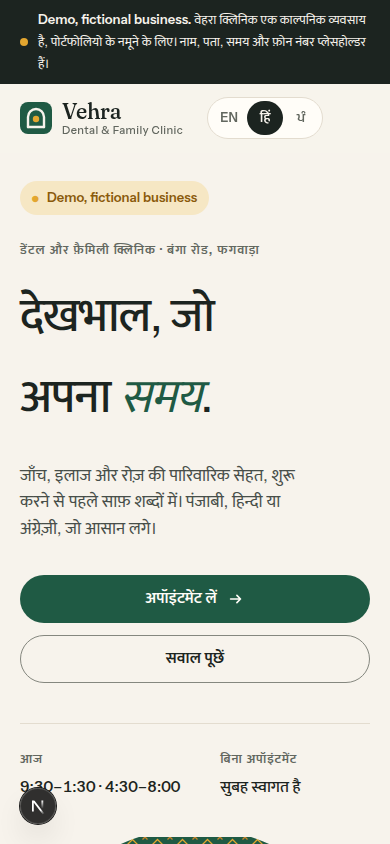 Demo, fictional business. वेहरा क्लिनिक एक काल्पनिक व्यवसाय
है, पोर्टफोलियो के नमूने के लिए। नाम, पता, समय और फ़ोन नंबर प्लेसहोल्डर
हैं।
Vehra
Dental & Family Clinic
EN हिं ਪੰ
Demo, fictional business
डेंटल और फ़ैमिली क्लिनिक · बंगा रोड, फगवाड़ा
देखभाल, जो
अपना समय.
जाँच, इलाज और रोज़ की पारिवारिक सेहत, शुरू
करने से पहले साफ़ शब्दों में। पंजाबी, हिन्दी या
अंग्रेज़ी, जो आसान लगे।
अपॉइंटमेंट लें →
सवाल पूछें
आज
9:30–1:30 · 4:30–8:00
बिना अपॉइंटमेंट
सुबह स्वागत है
N